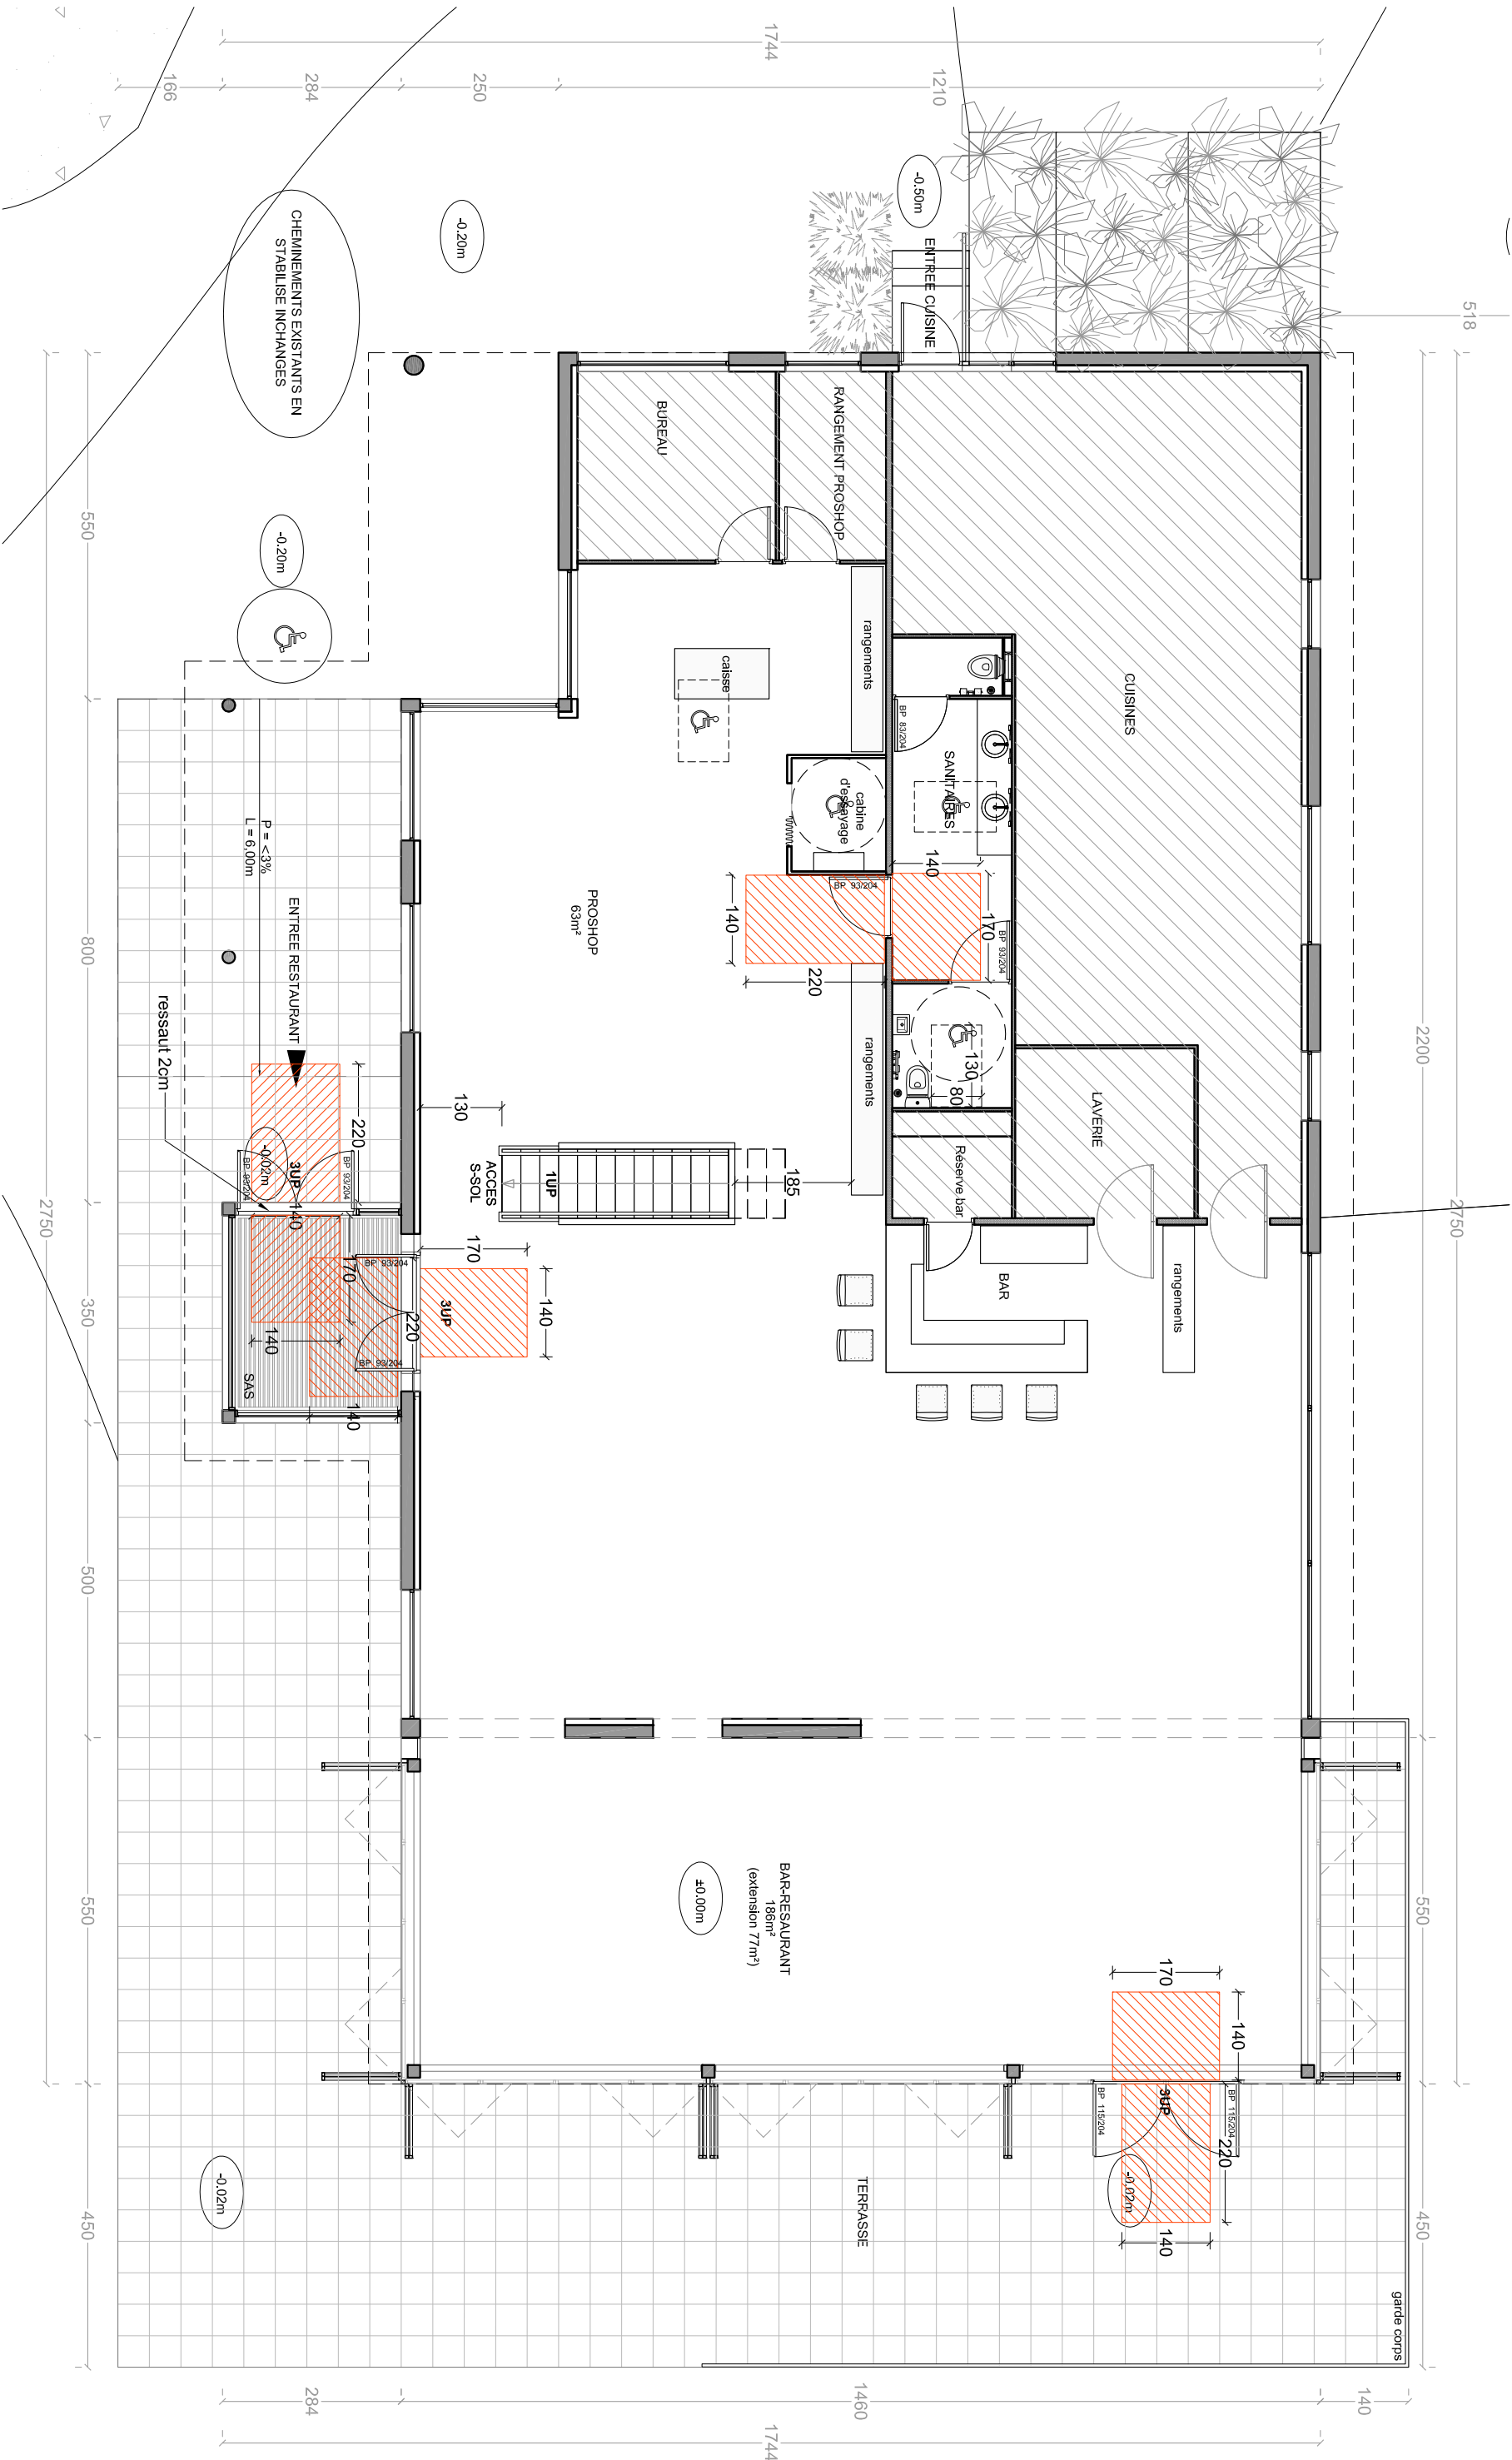 1744
166
284
250
1210
518
-0.50m
ENTREE CUISINE
-0.20m
CHEMINEMENTS EXISTANTS EN
STABILISE INCHANGES
-0.20m
BUREAU
RANGEMENT PROSHOP
CUISINES
rangements
caisse
BP 83/204
SANITAIRES
cabine
d'essayage
140
170
BP 93/204
BP 93/204
140
220
PROSHOP
63m²
P = <3%
L = 6,00m
ENTREE RESTAURANT
ressaut 2cm
rangements
130
80
LAVERIE
Réserve bar
130
185
1UP
ACCES
S-SOL
220
-0.02m
3UP
BP 93/204
BP 93/204
140
170
BP 93/204
220
BP 93/204
140
140
SAS
170
140
3UP
BAR
rangements
BAR-RESAURANT
186m²
(extension 77m²)
±0.00m
170
140
3UP
BP 115/204
BP 115/204
220
-0.02m
140
TERRASSE
-0.02m
garde corps
550
800
350
500
550
450
2750
2200
2750
550
450
284
1460
140
1744